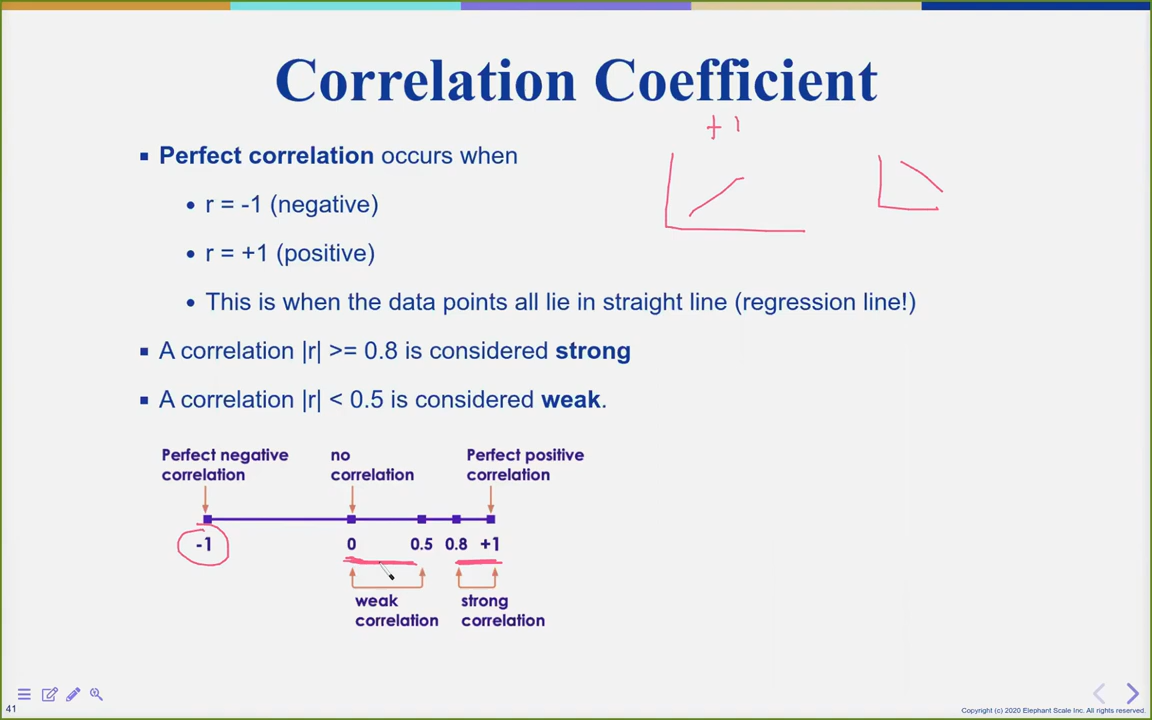 Correlation Coefficient
+1
Perfect correlation occurs when
r = -1 (negative)
r = +1 (positive)
This is when the data points all lie in straight line (regression line!)
A correlation |r| >= 0.8 is considered strong
A correlation |r| < 0.5 is considered weak.
Perfect negative
correlation
no
correlation
Perfect positive
correlation
-1 0 0.5 0.8 +1
weak
correlation
strong
correlation
41
Copyright (c) 2020 Elephant Scale Inc. All rights reserved.